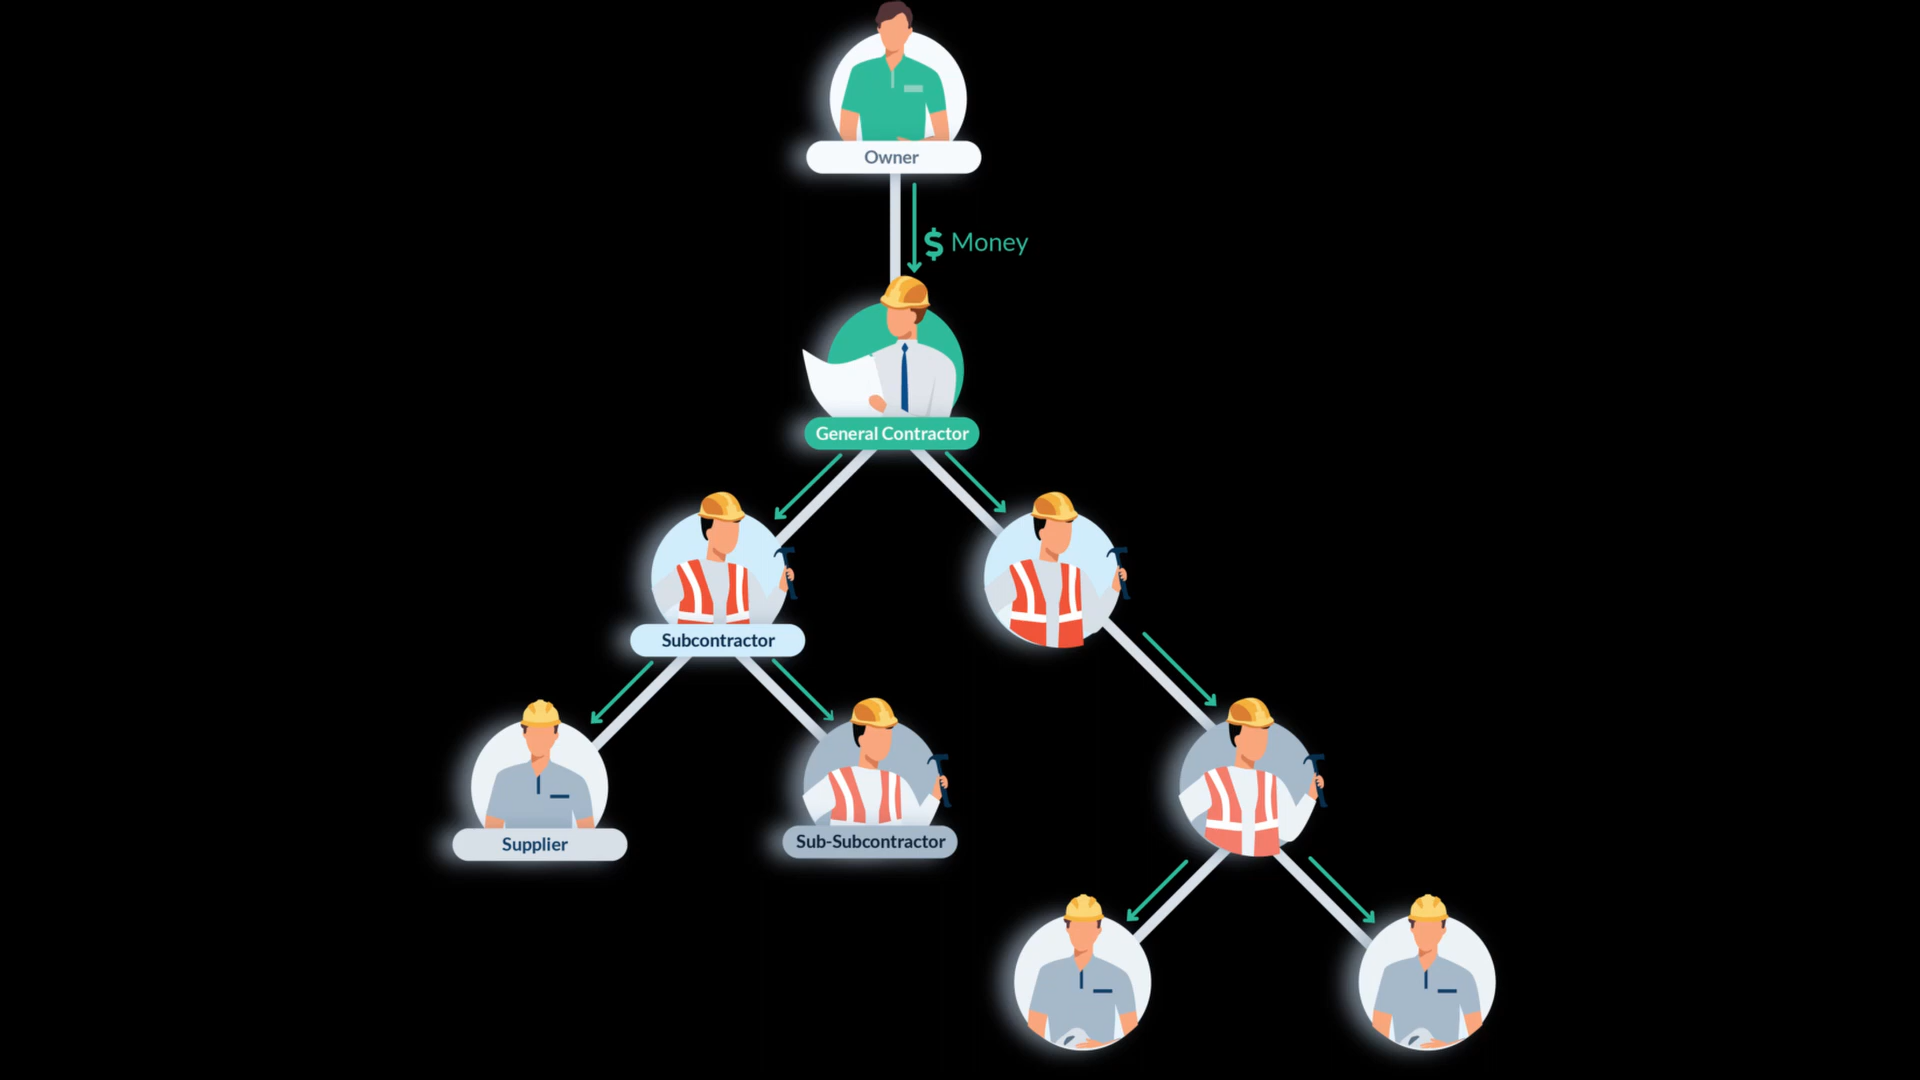 Owner
$ Money
General Contractor
Subcontractor
Supplier
Sub-Subcontractor